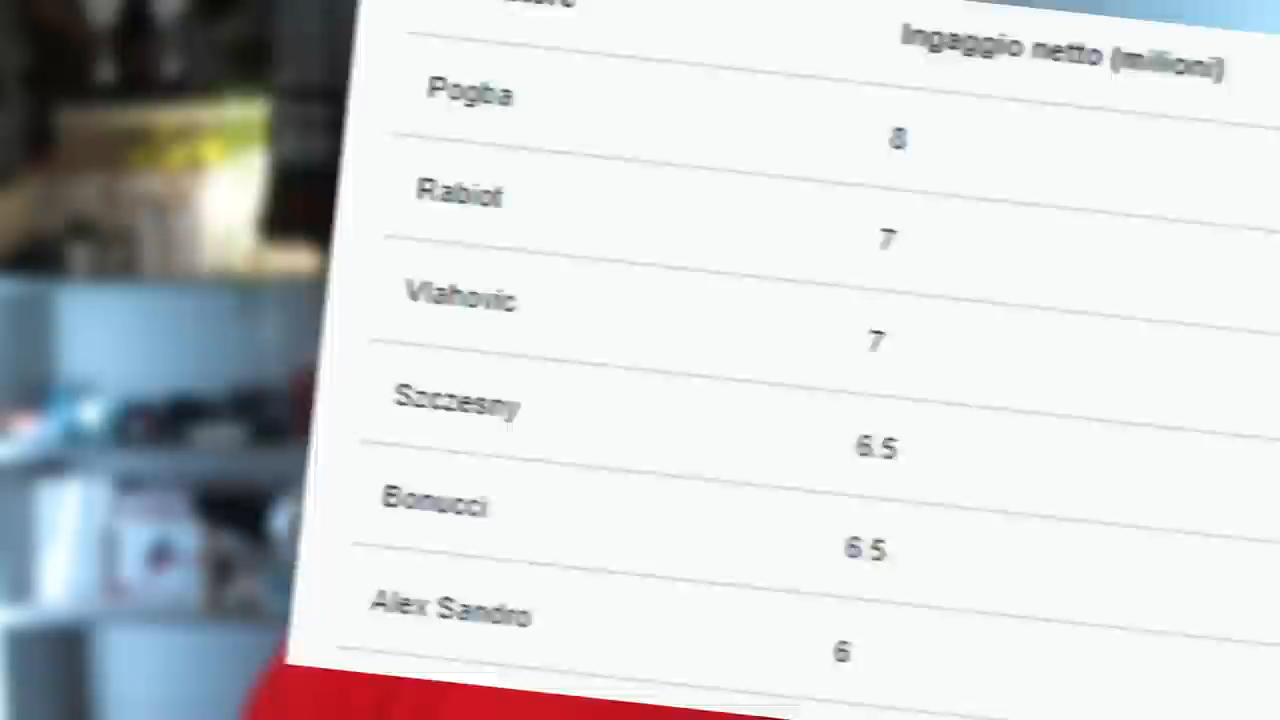 Ingaggio netto (milioni)
Pogba 8
Rabiot 7
Vlahovic 7
Szczesny 6.5
Bonucci 6.5
Alex Sandro 6